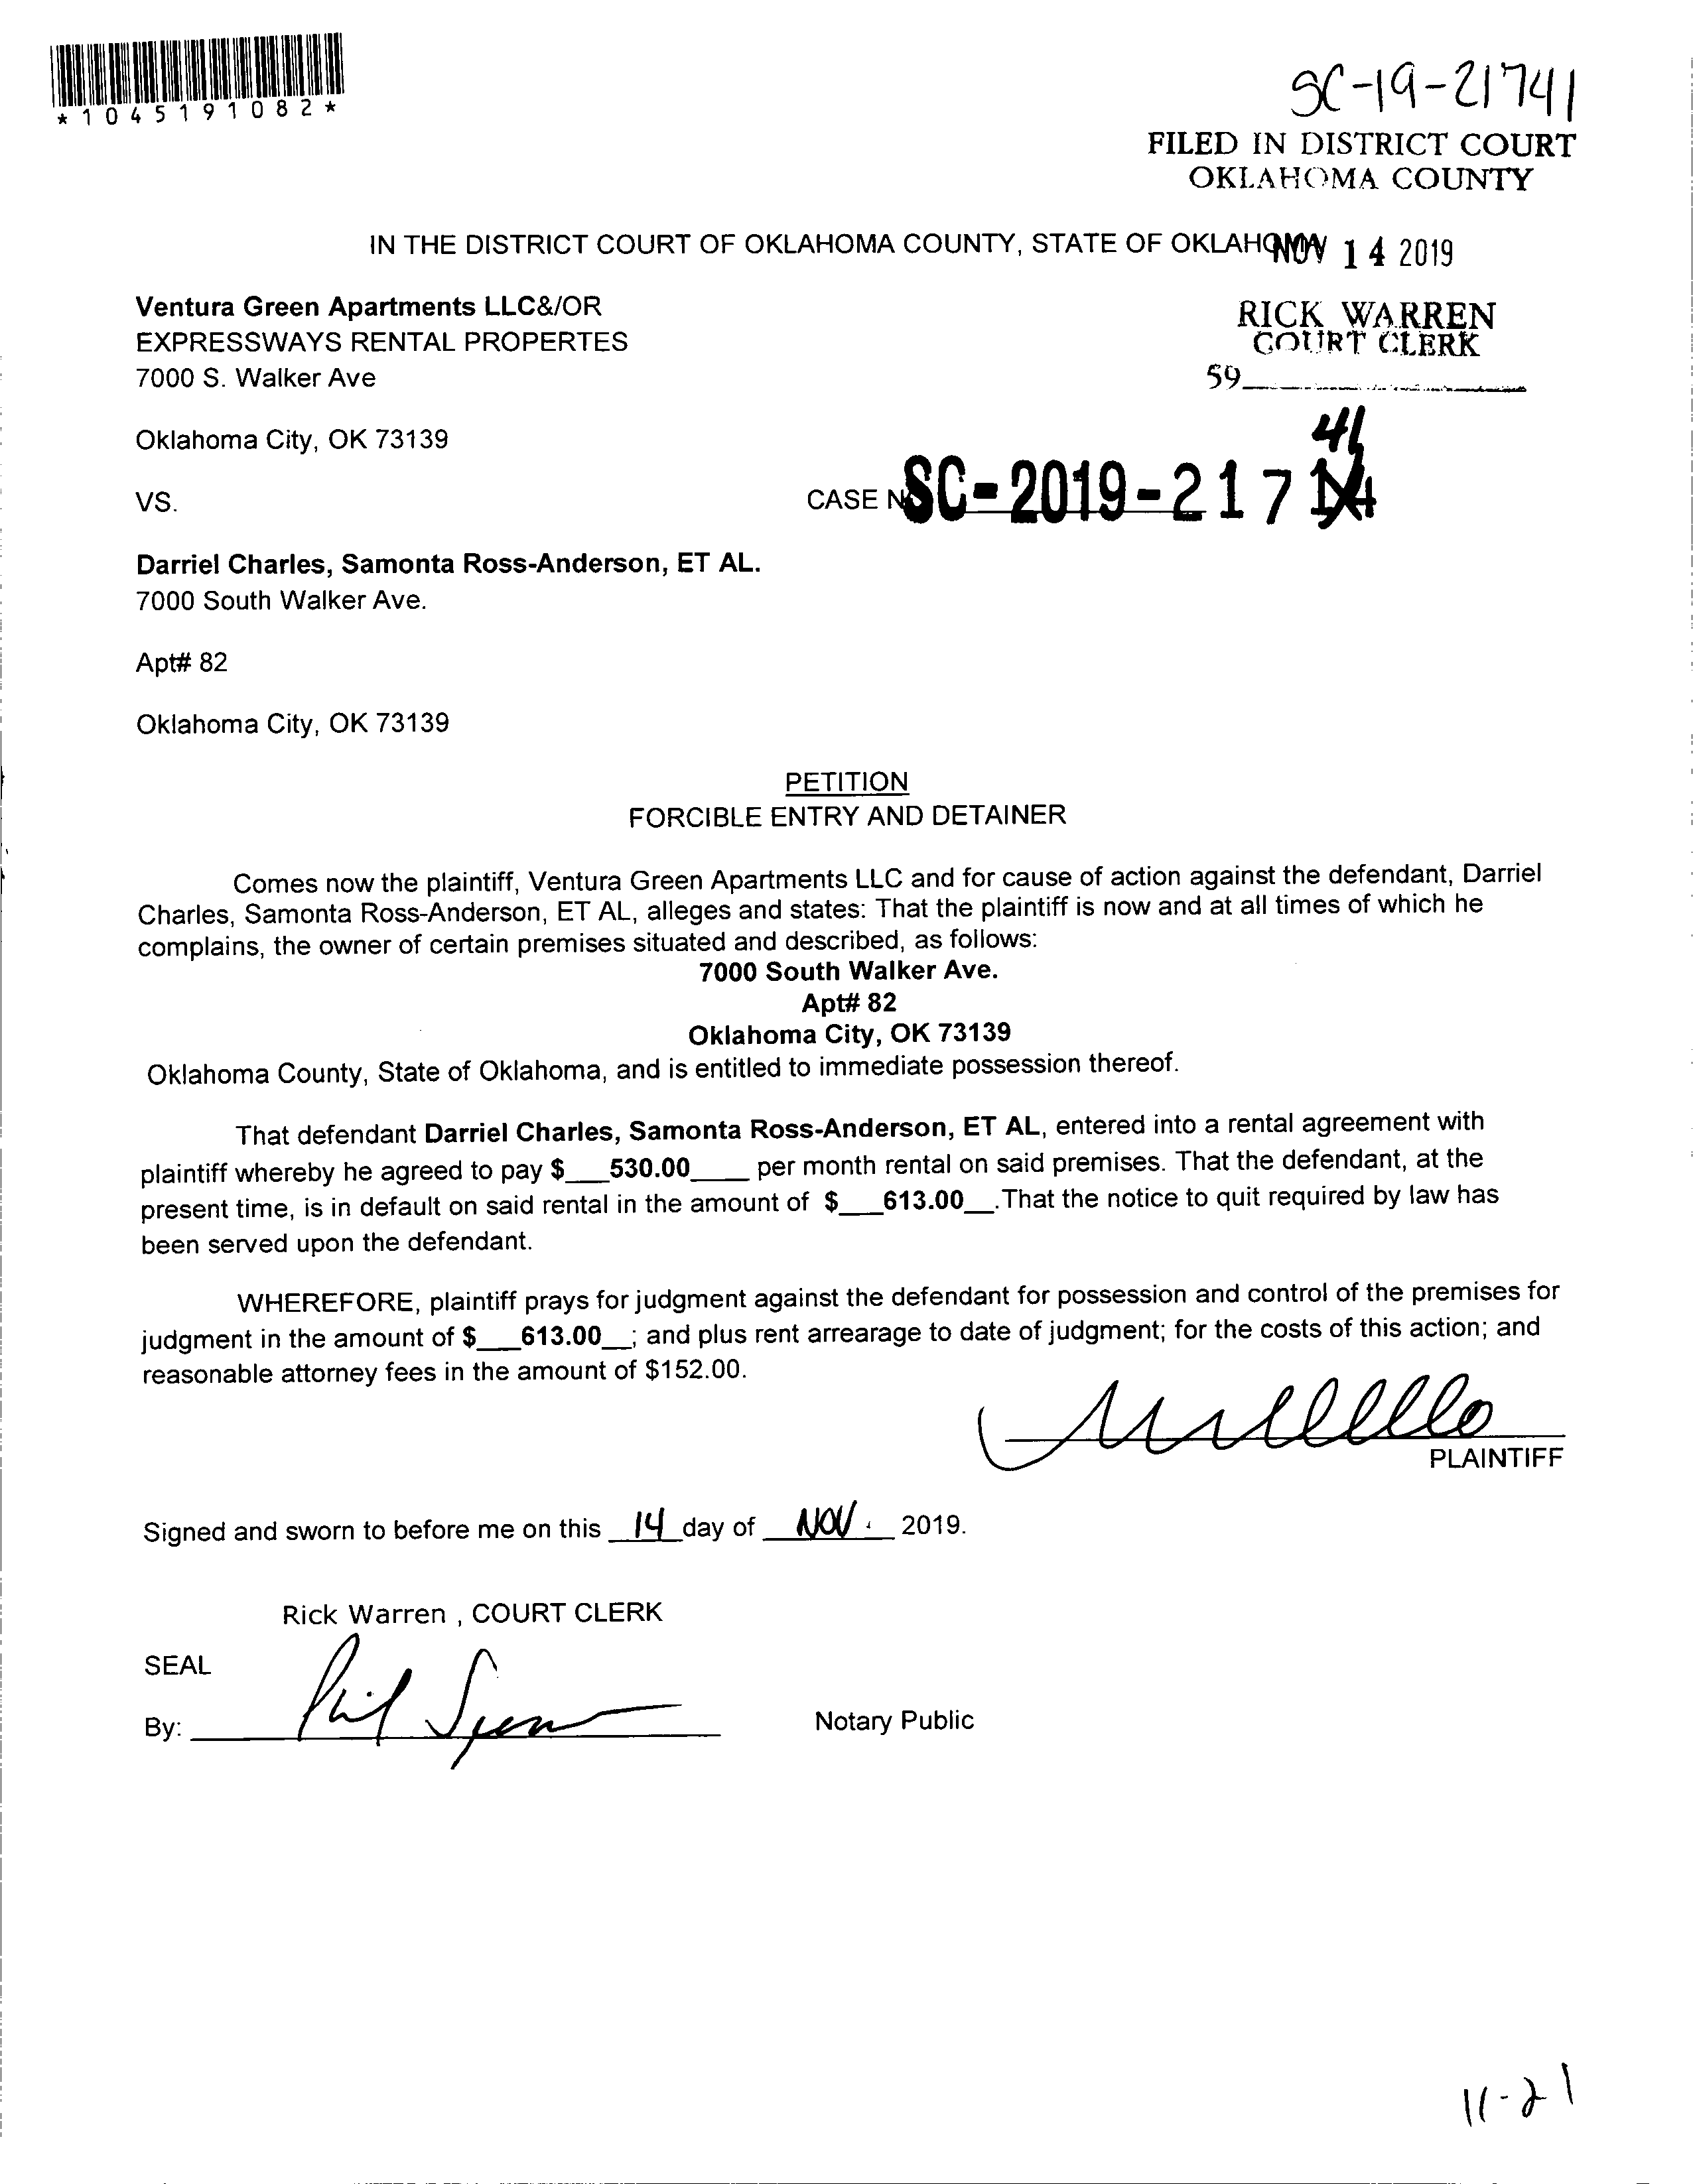 *1045191082*
SC-19-21741
FILED IN DISTRICT COURT
OKLAHOMA COUNTY
IN THE DISTRICT COURT OF OKLAHOMA COUNTY, STATE OF OKLAHOMA
NOV 14 2019
Ventura Green Apartments LLC&/OR
EXPRESSWAYS RENTAL PROPERTES
7000 S. Walker Ave
RICK WARREN
COURT CLERK
59
Oklahoma City, OK 73139
41
VS.
CASE NO SC-2019-21714
Darriel Charles, Samonta Ross-Anderson, ET AL.
7000 South Walker Ave.
Apt# 82
Oklahoma City, OK 73139
PETITION
FORCIBLE ENTRY AND DETAINER
Comes now the plaintiff, Ventura Green Apartments LLC and for cause of action against the defendant, Darriel
Charles, Samonta Ross-Anderson, ET AL, alleges and states: That the plaintiff is now and at all times of which he
complains, the owner of certain premises situated and described, as follows:
7000 South Walker Ave.
Apt# 82
Oklahoma City, OK 73139
Oklahoma County, State of Oklahoma, and is entitled to immediate possession thereof.
That defendant Darriel Charles, Samonta Ross-Anderson, ET AL, entered into a rental agreement with
plaintiff whereby he agreed to pay $___530.00____ per month rental on said premises. That the defendant, at the
present time, is in default on said rental in the amount of $___613.00__.That the notice to quit required by law has
been served upon the defendant.
WHEREFORE, plaintiff prays for judgment against the defendant for possession and control of the premises for
judgment in the amount of $___613.00__; and plus rent arrearage to date of judgment; for the costs of this action; and
reasonable attorney fees in the amount of $152.00.
PLAINTIFF
Signed and sworn to before me on this 14 day of NOV. 2019.
Rick Warren , COURT CLERK
SEAL
By:
Notary Public
11-21